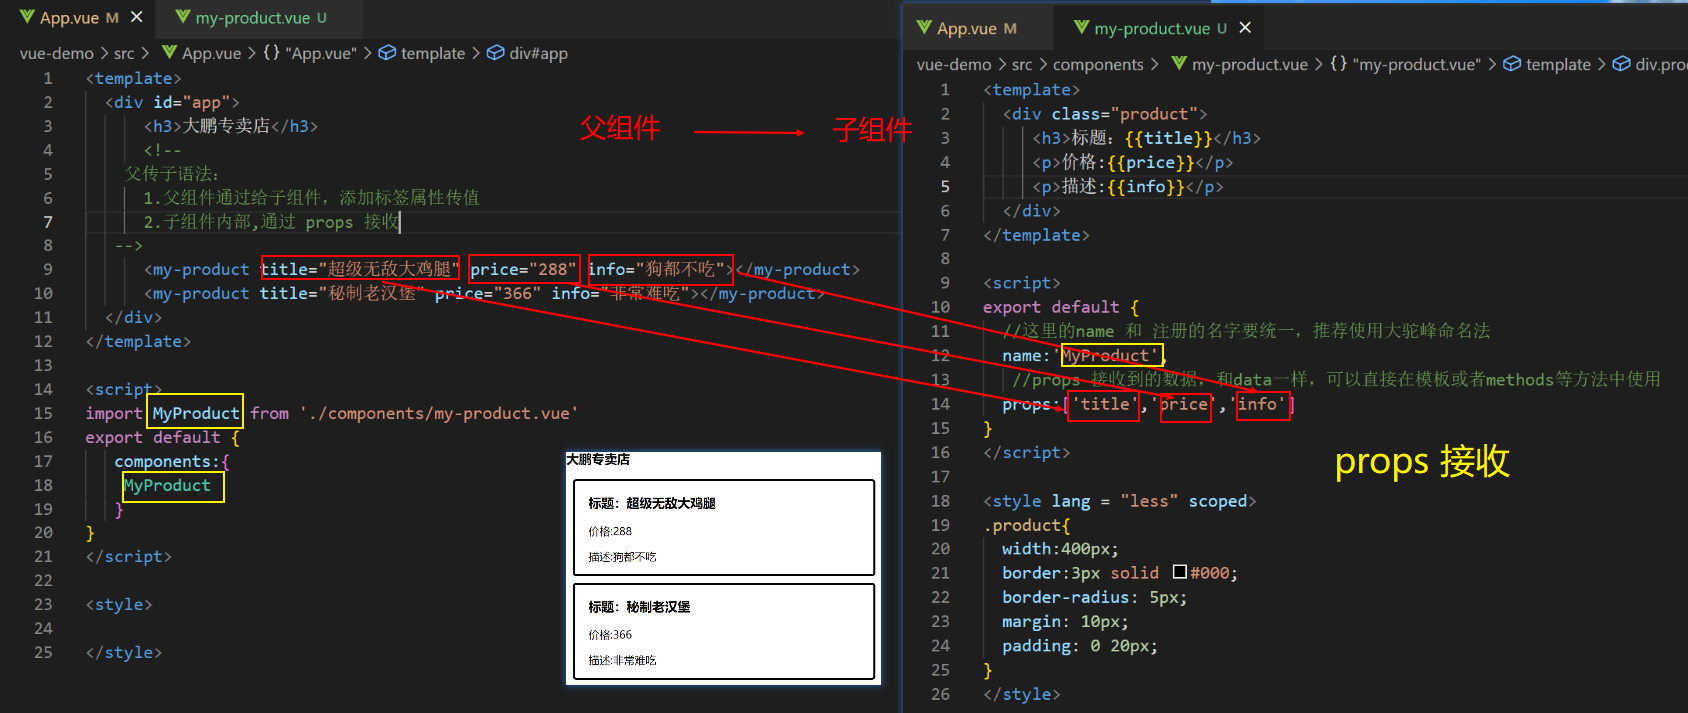 App.vue M
my-product.vue U
vue-demo > src > App.vue > {} "App.vue" > template > div#app
1 <template>
2 <div id="app">
3 <h3>大鹏专卖店</h3>
4 <!--
5 父传子语法:
6 1.父组件通过给子组件, 添加标签属性传值
7 2.子组件内部,通过 props 接收
8 -->
9 <my-product title="超级无敌大鸡腿" price="288" info="狗都不吃"></my-product>
10 <my-product title="秘制老汉堡" price="366" info="非常难吃"></my-product>
11 </div>
12 </template>
13
14 <script>
15 import MyProduct from './components/my-product.vue'
16 export default {
17 components:{
18 MyProduct
19 }
20 }
21 </script>
22
23 <style>
24
25 </style>
父组件
子组件
大鹏专卖店
标题: 超级无敌大鸡腿
价格:288
描述:狗都不吃
标题: 秘制老汉堡
价格:366
描述:非常难吃
App.vue M
my-product.vue U
vue-demo > src > components > my-product.vue > {} "my-product.vue" > template > div.pro
1 <template>
2 <div class="product">
3 <h3>标题: {{title}}</h3>
4 <p>价格:{{price}}</p>
5 <p>描述:{{info}}</p>
6 </div>
7 </template>
8
9 <script>
10 export default {
11 //这里的name 和 注册的名字要统一, 推荐使用大驼峰命名法
12 name:'MyProduct',
13 //props 接收到的数据, 和data一样, 可以直接在模板或者methods等方法中使用
14 props:['title','price','info']
15 }
16 </script>
17
18 <style lang = "less" scoped>
19 .product{
20 width:400px;
21 border:3px solid #000;
22 border-radius: 5px;
23 margin: 10px;
24 padding: 0 20px;
25 }
26 </style>
props 接收